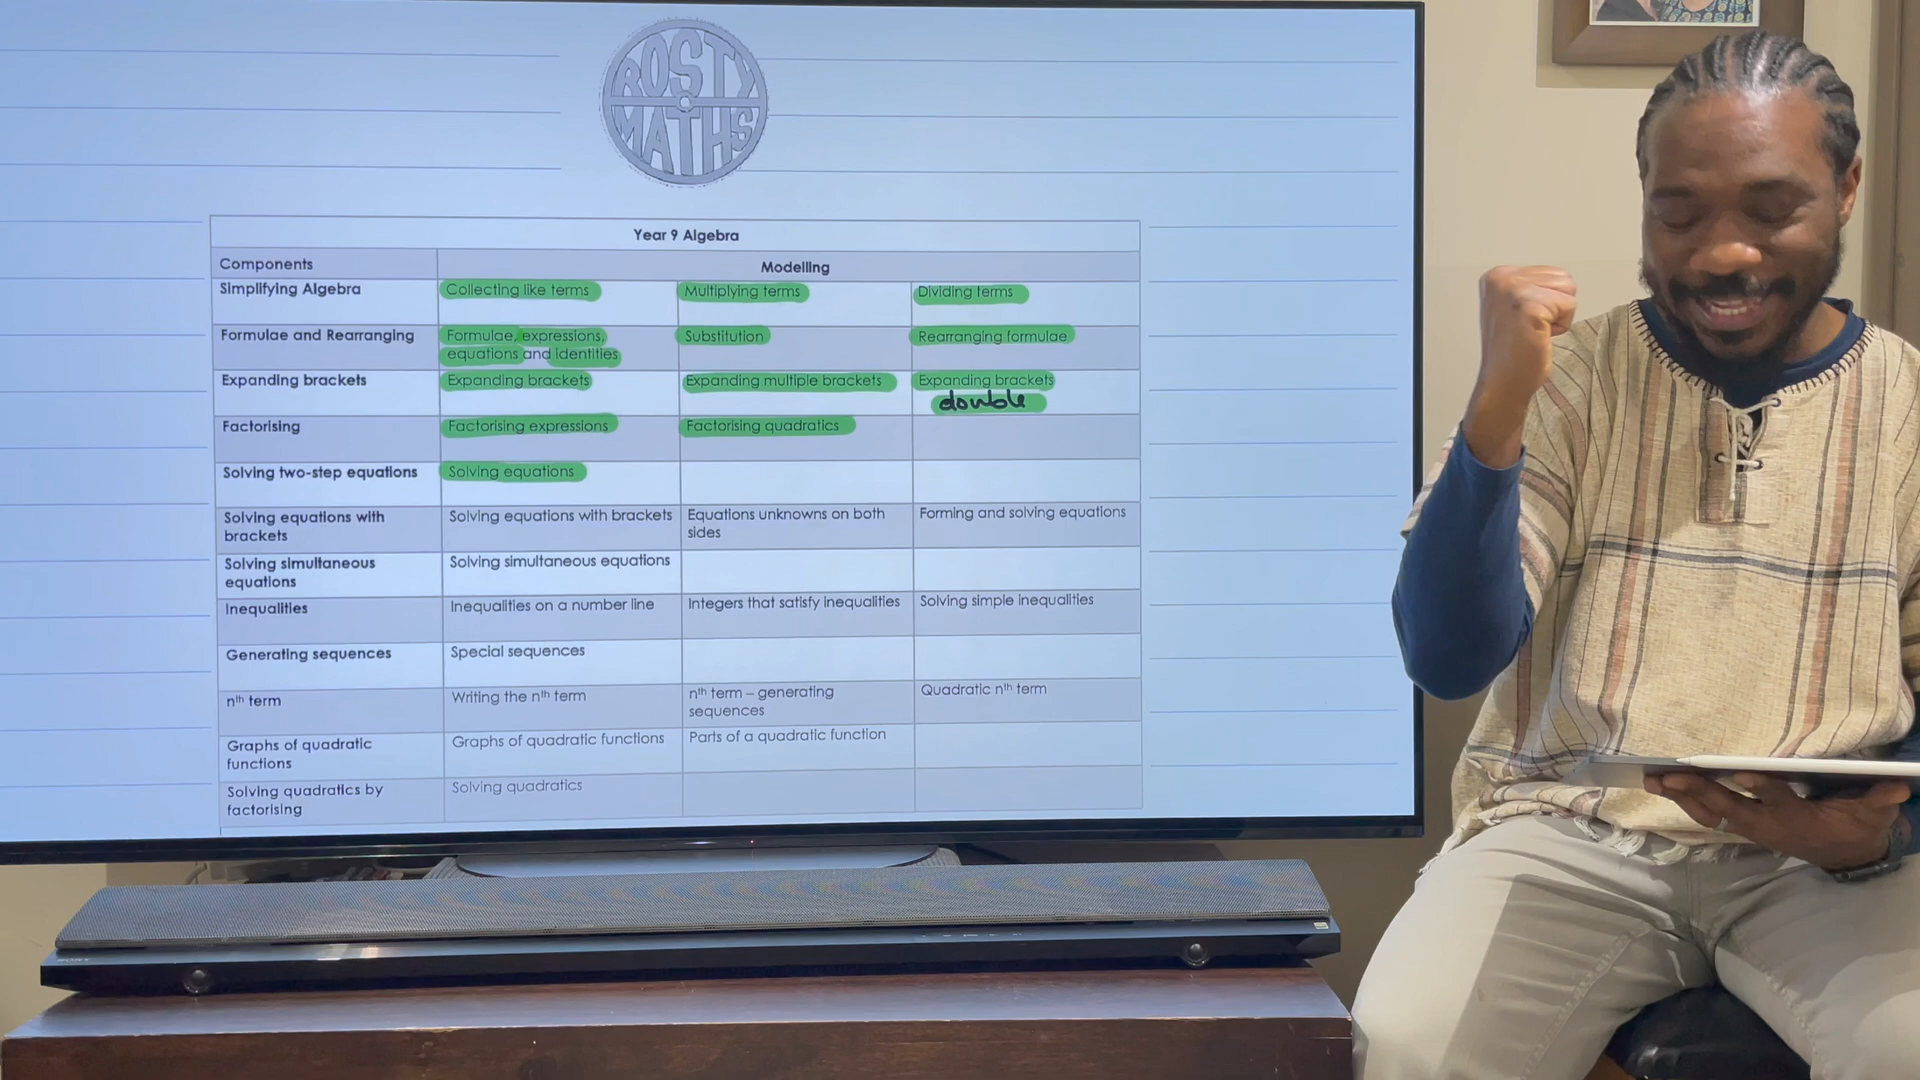 ROSTY
MATHS
Year 9 Algebra
Components
Modelling
Simplifying Algebra
Collecting like terms
Multiplying terms
Dividing terms
Formulae and Rearranging
Formulae, expressions,
equations and identities
Substitution
Rearranging formulae
Expanding brackets
Expanding brackets
Expanding multiple brackets
Expanding brackets
double
Factorising
Factorising expressions
Factorising quadratics
Solving two-step equations
Solving equations
Solving equations with
brackets
Solving equations with brackets
Equations unknowns on both
sides
Forming and solving equations
Solving simultaneous
equations
Solving simultaneous equations
Inequalities
Inequalities on a number line
Integers that satisfy inequalities
Solving simple inequalities
Generating sequences
Special sequences
nth term
Writing the nth term
nth term – generating
sequences
Quadratic nth term
Graphs of quadratic
functions
Graphs of quadratic functions
Parts of a quadratic function
Solving quadratics by
factorising
Solving quadratics
SONY